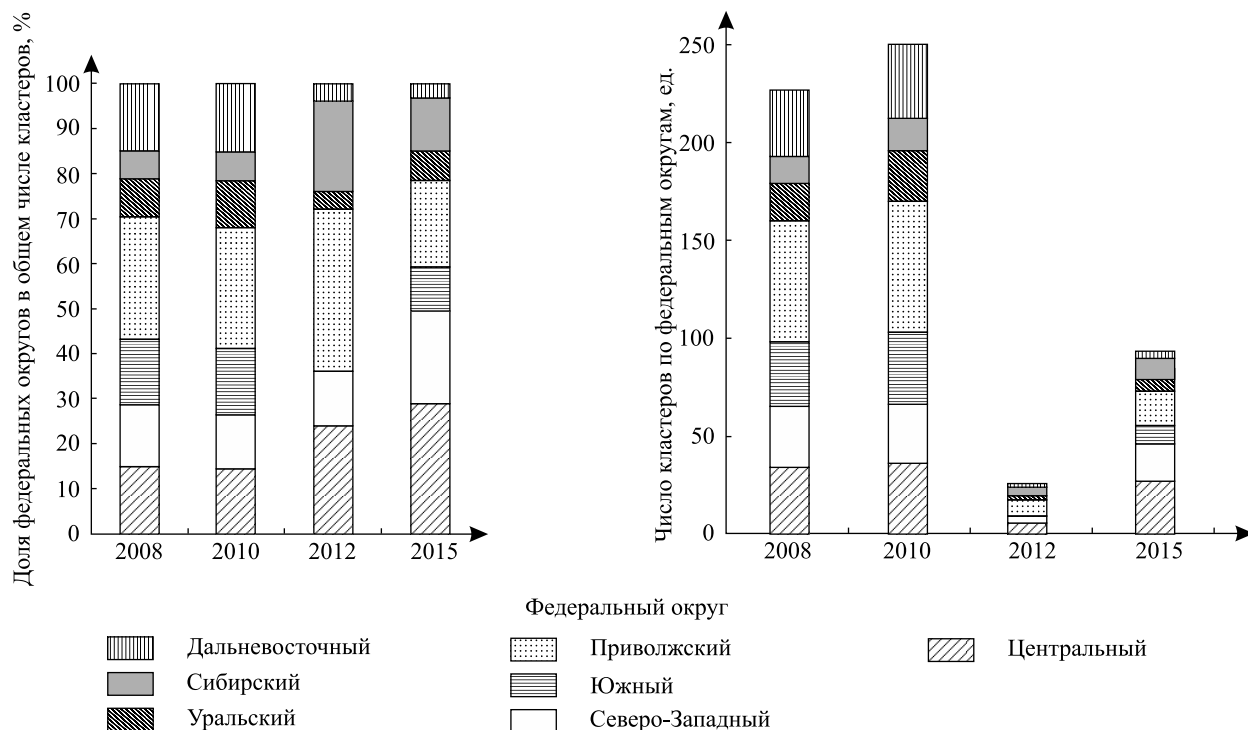 Доля федеральных округов в общем числе кластеров, %
100
90
80
70
60
50
40
30
20
10
0
2008
2010
2012
2015
Число кластеров по федеральным округам, ед.
250
200
150
100
50
0
2008
2010
2012
2015
Федеральный округ
Дальневосточный
Приволжский
Центральный
Сибирский
Южный
Уральский
Северо-Западный